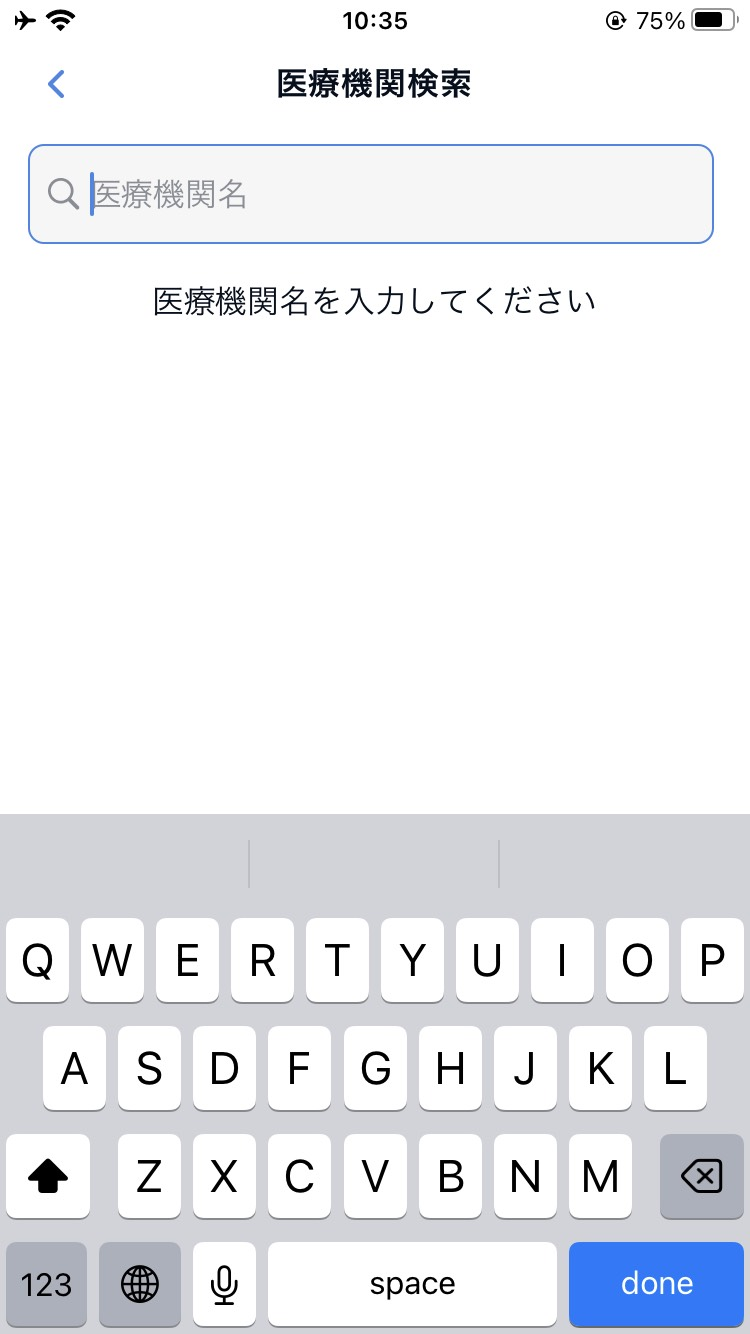 10:35
75%
医療機関検索
医療機関名
医療機関名を入力してください
Q W E R T Y U I O P
A S D F G H J K L
Z X C V B N M
123 space done